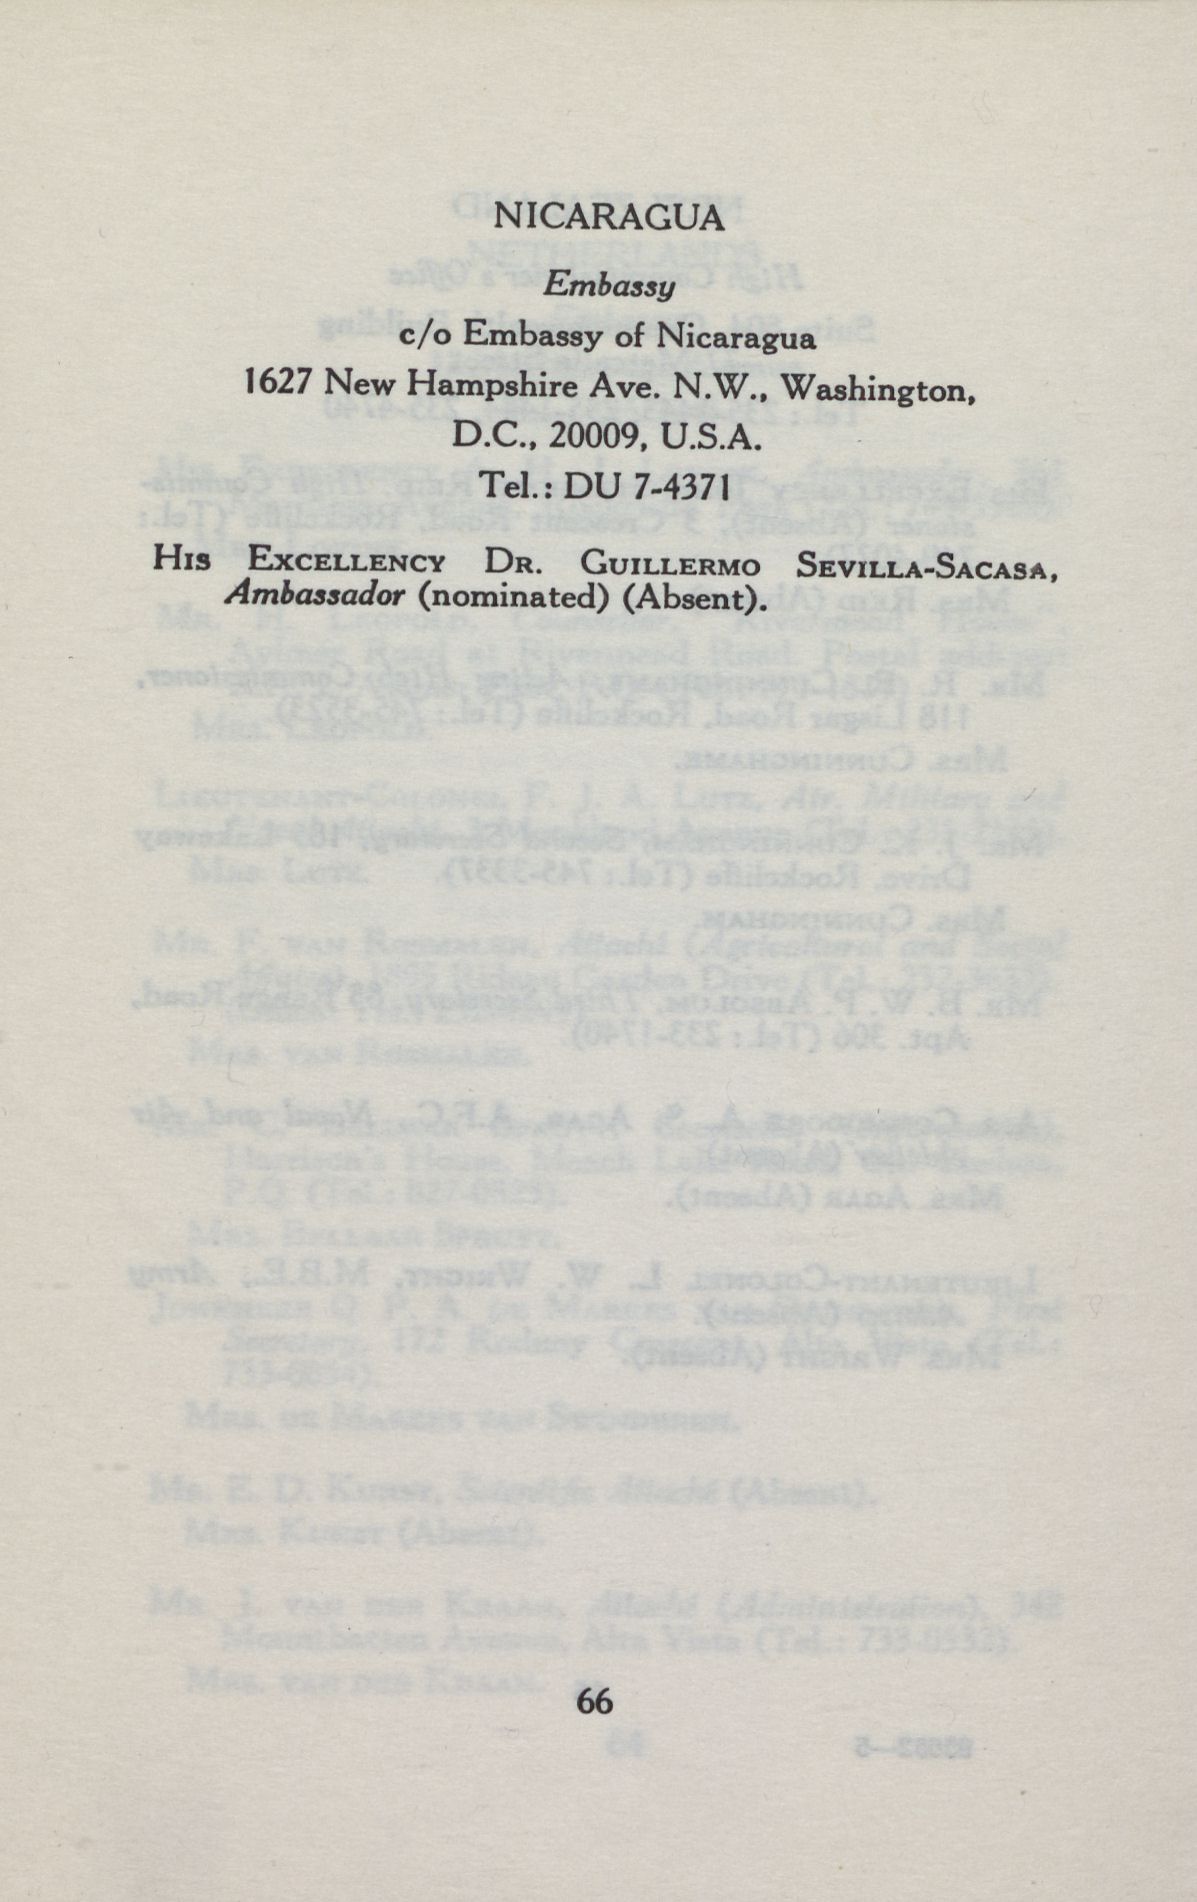 NICARAGUA
Embassy
c/o Embassy of Nicaragua
1627 New Hampshire Ave. N.W., Washington,
D.C., 20009, U.S.A.
Tel.: DU 7-4371
HIS EXCELLENCY DR. GUILLERMO SEVILLA-SACASA,
Ambassador (nominated) (Absent).
66